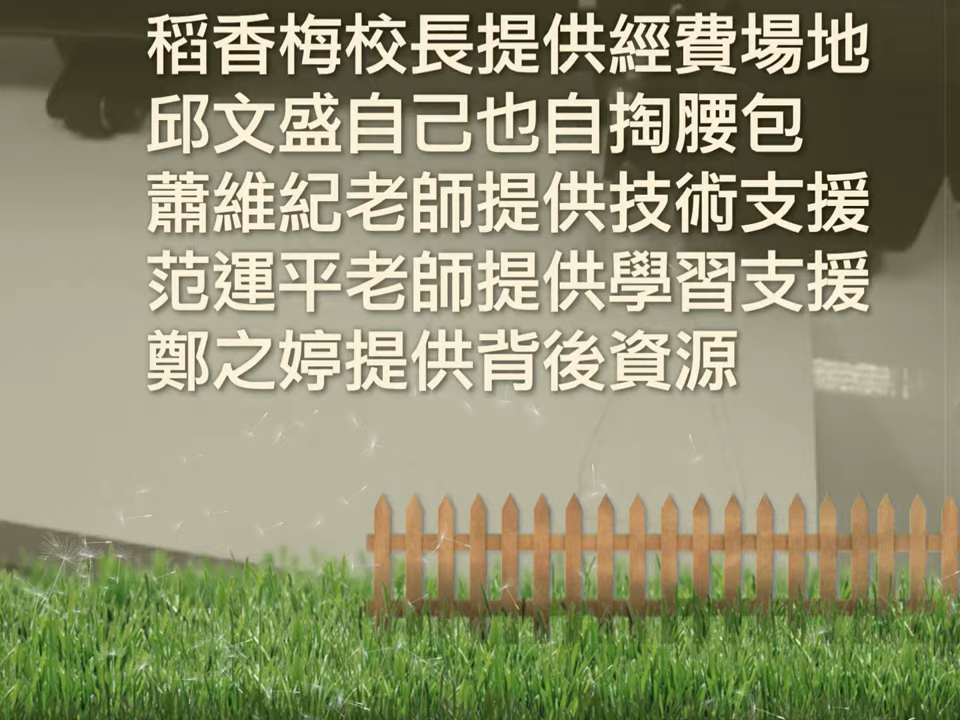 稻香梅校長提供經費場地
邱文盛自己也自掏腰包
蕭維紀老師提供技術支援
范運平老師提供學習支援
鄭之婷提供背後資源